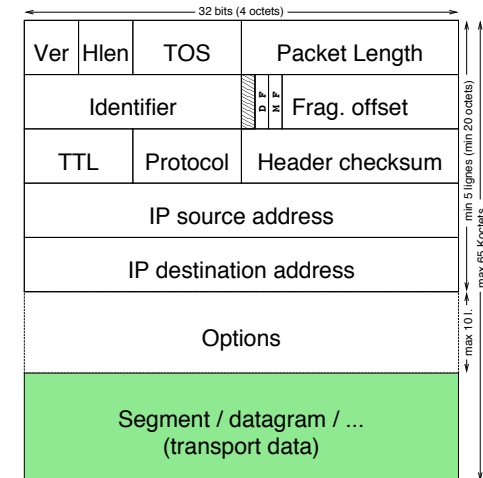 32 bits (4 octets)
Ver Hlen TOS Packet Length
Identifier DF MF Frag. offset
TTL Protocol Header checksum
IP source address
IP destination address
Options
Segment / datagram / ...
(transport data)
min 5 lignes (min 20 octets)
max 10 l.
max 65 Koctets